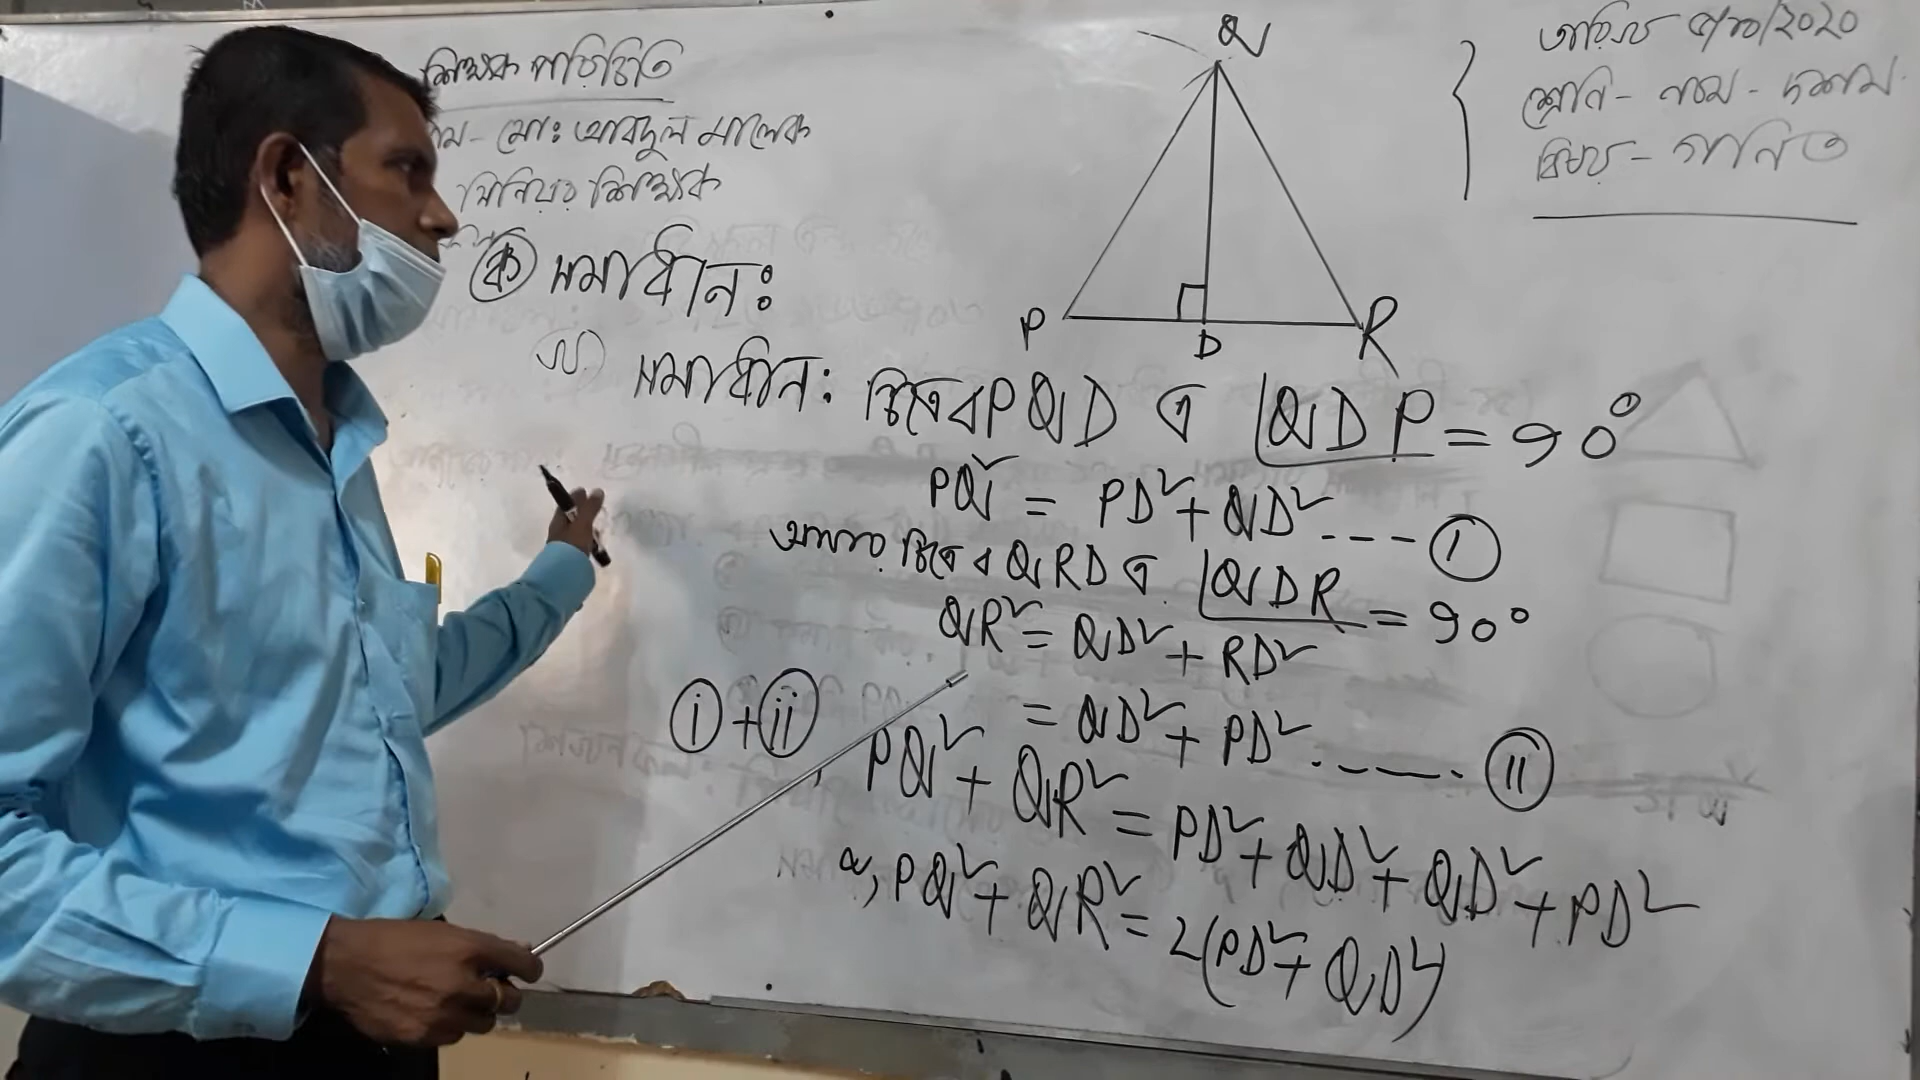 শিক্ষক পরিচিতি
নাম - মোঃ আবদুল মালেক
সিনিয়র শিক্ষক
তারিখ ৫/১০/২০২০
শ্রেনি - নবম - দশম
বিষয় - গনিত
Q
P D R
ক সমাধানঃ
সমাধানঃ চিত্রে PQD এ ∠QDP = 90°
PQ² = PD² + QD² ---- (i)
আবার চিত্রে QRD এ ∠QDR = 90°
QR² = QD² + RD²
= QD² + PD² ------ (ii)
(i) + (ii), PQ² + QR² = PD² + QD² + QD² + PD²
বা, PQ² + QR² = 2(PD² + QD²)